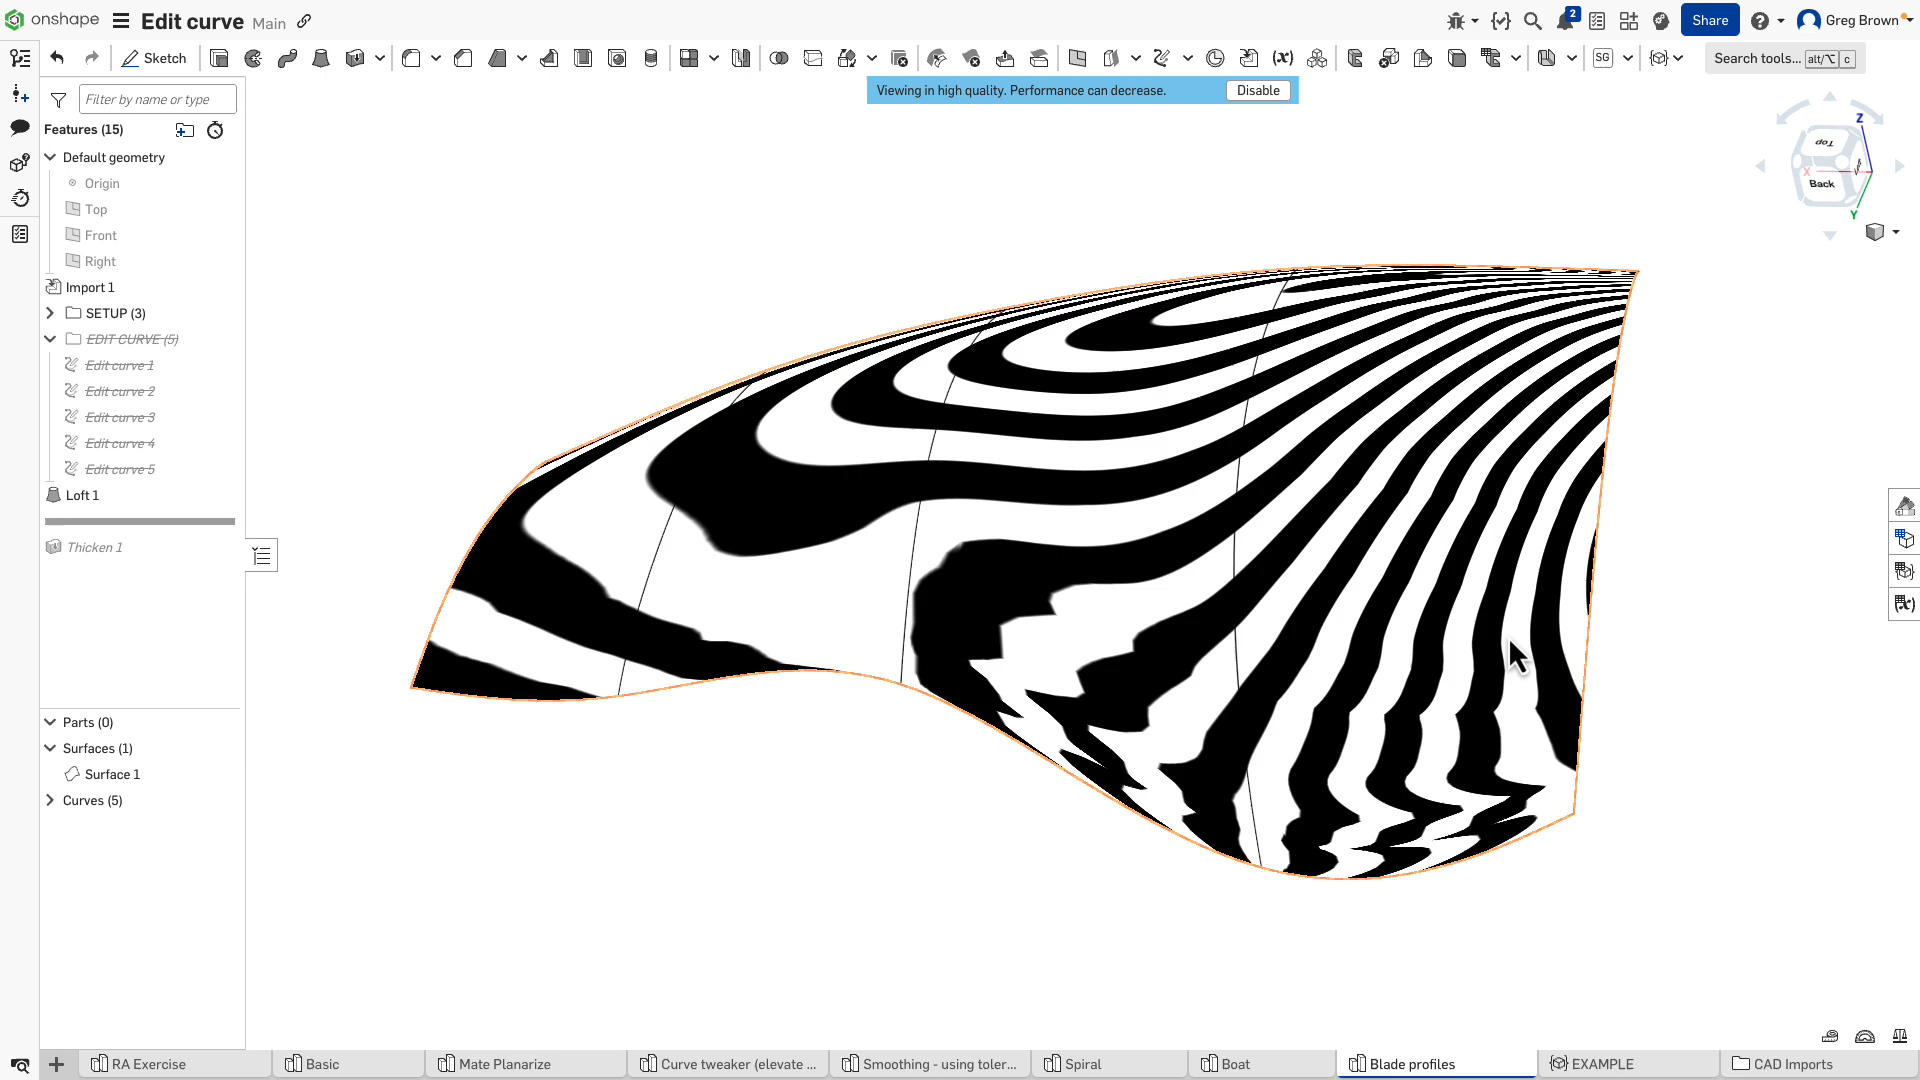 onshape Edit curve Main 2 Share Greg Brown
Sketch SG Search tools... alt/⌥ c
Viewing in high quality. Performance can decrease. Disable
Filter by name or type
Features (15)
Default geometry
Origin
Top
Front
Right
Import 1
SETUP (3)
EDIT CURVE (5)
Edit curve 1
Edit curve 2
Edit curve 3
Edit curve 4
Edit curve 5
Loft 1
Thicken 1
Parts (0)
Surfaces (1)
Surface 1
Curves (5)
Z
Top
X
Back
Y
RA Exercise Basic Mate Planarize Curve tweaker (elevate ... Smoothing - using toler... Spiral Boat Blade profiles EXAMPLE CAD Imports